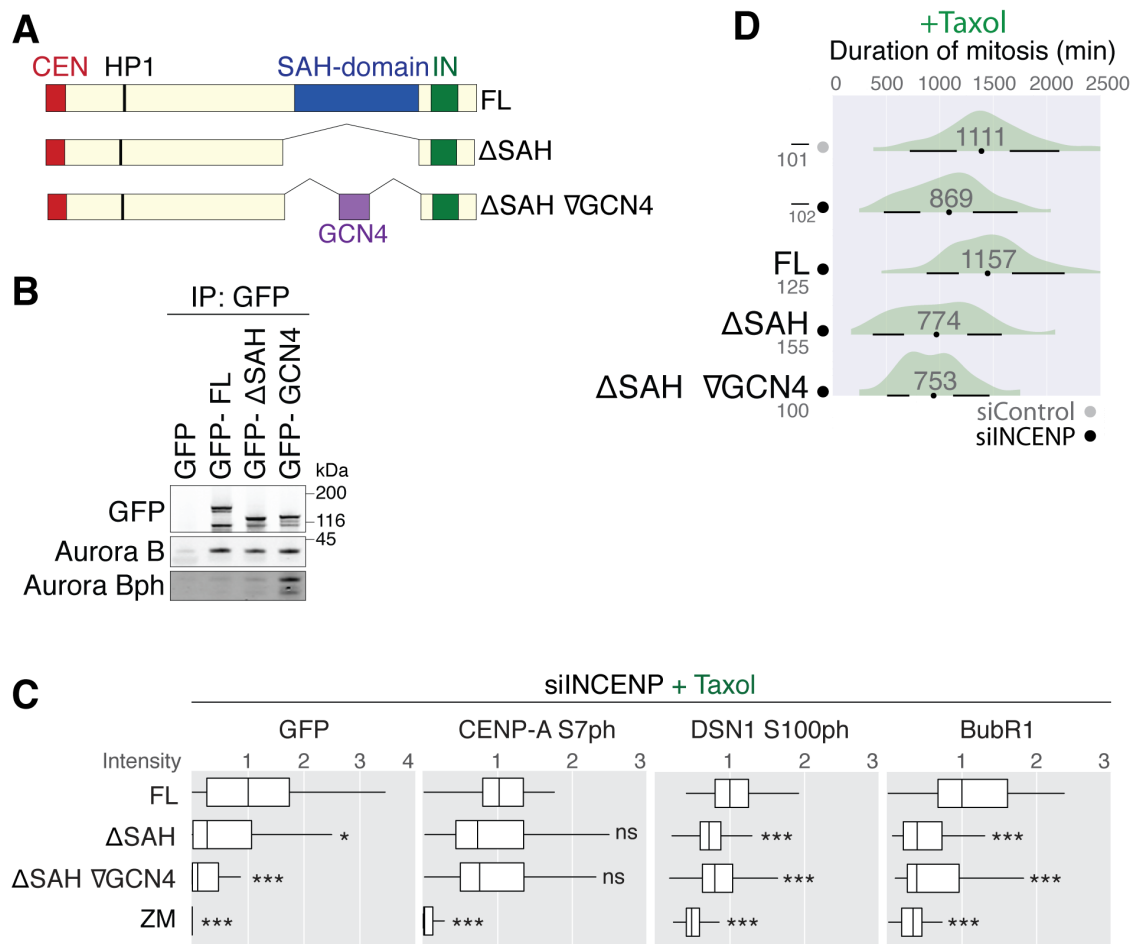 A
CEN HP1 SAH-domain IN
FL
ΔSAH
ΔSAH ∇GCN4
GCN4
B
IP: GFP
GFP
GFP- FL
GFP- ΔSAH
GFP- GCN4
kDa
200
GFP
116
45
Aurora B
Aurora Bph
D
+Taxol
Duration of mitosis (min)
0 500 1000 1500 2000 2500
– 1111
101
– 869
102
FL 1157
125
ΔSAH 774
155
ΔSAH ∇GCN4 753
100
siControl
siINCENP
C
siINCENP + Taxol
GFP CENP-A S7ph DSN1 S100ph BubR1
Intensity 1 2 3 4 1 2 3 1 2 3 1 2 3
FL
ΔSAH * ns *** ***
ΔSAH ∇GCN4 *** ns *** ***
ZM *** *** *** ***